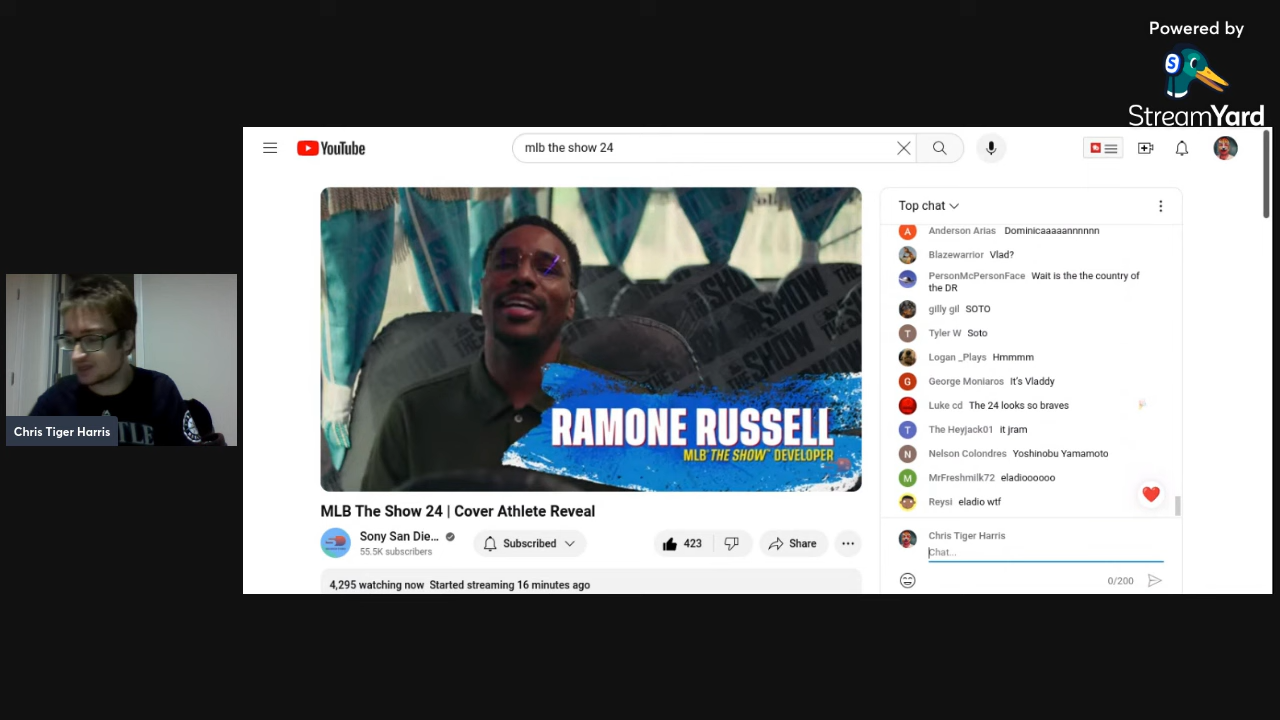 Powered by
StreamYard
YouTube
mlb the show 24
RAMONE RUSSELL
MLB THE SHOW DEVELOPER
MLB The Show 24 | Cover Athlete Reveal
Sony San Die...
55.5K subscribers
Subscribed
423
Share
4,295 watching now Started streaming 16 minutes ago
Top chat
Anderson Arias Dominicaaaaannnnnn
Blazewarrior Vlad?
PersonMcPersonFace Wait is the the country of
the DR
gilly gil SOTO
Tyler W Soto
Logan _Plays Hmmmm
George Moniaros It's Vladdy
Luke cd The 24 looks so braves
The Heyjack01 it jram
Nelson Colondres Yoshinobu Yamamoto
MrFreshmilk72 eladioooooo
Reysi eladio wtf
Chris Tiger Harris
Chat...
0/200
Chris Tiger Harris